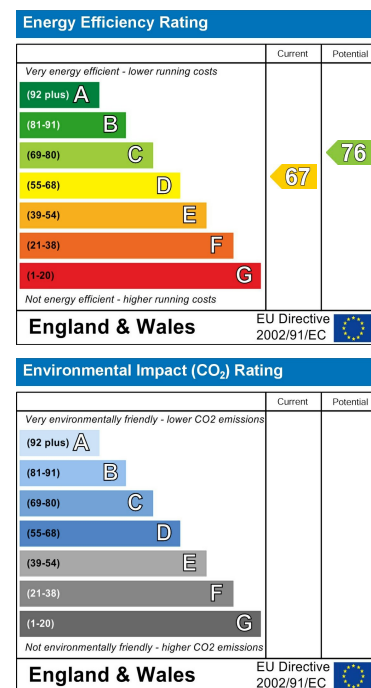 Energy Efficiency Rating
Current Potential
Very energy efficient - lower running costs
(92 plus) A
(81-91) B
(69-80) C
76
(55-68) D
67
(39-54) E
(21-38) F
(1-20) G
Not energy efficient - higher running costs
England & Wales
EU Directive
2002/91/EC
Environmental Impact (CO₂) Rating
Current Potential
Very environmentally friendly - lower CO2 emissions
(92 plus) A
(81-91) B
(69-80) C
(55-68) D
(39-54) E
(21-38) F
(1-20) G
Not environmentally friendly - higher CO2 emissions
England & Wales
EU Directive
2002/91/EC